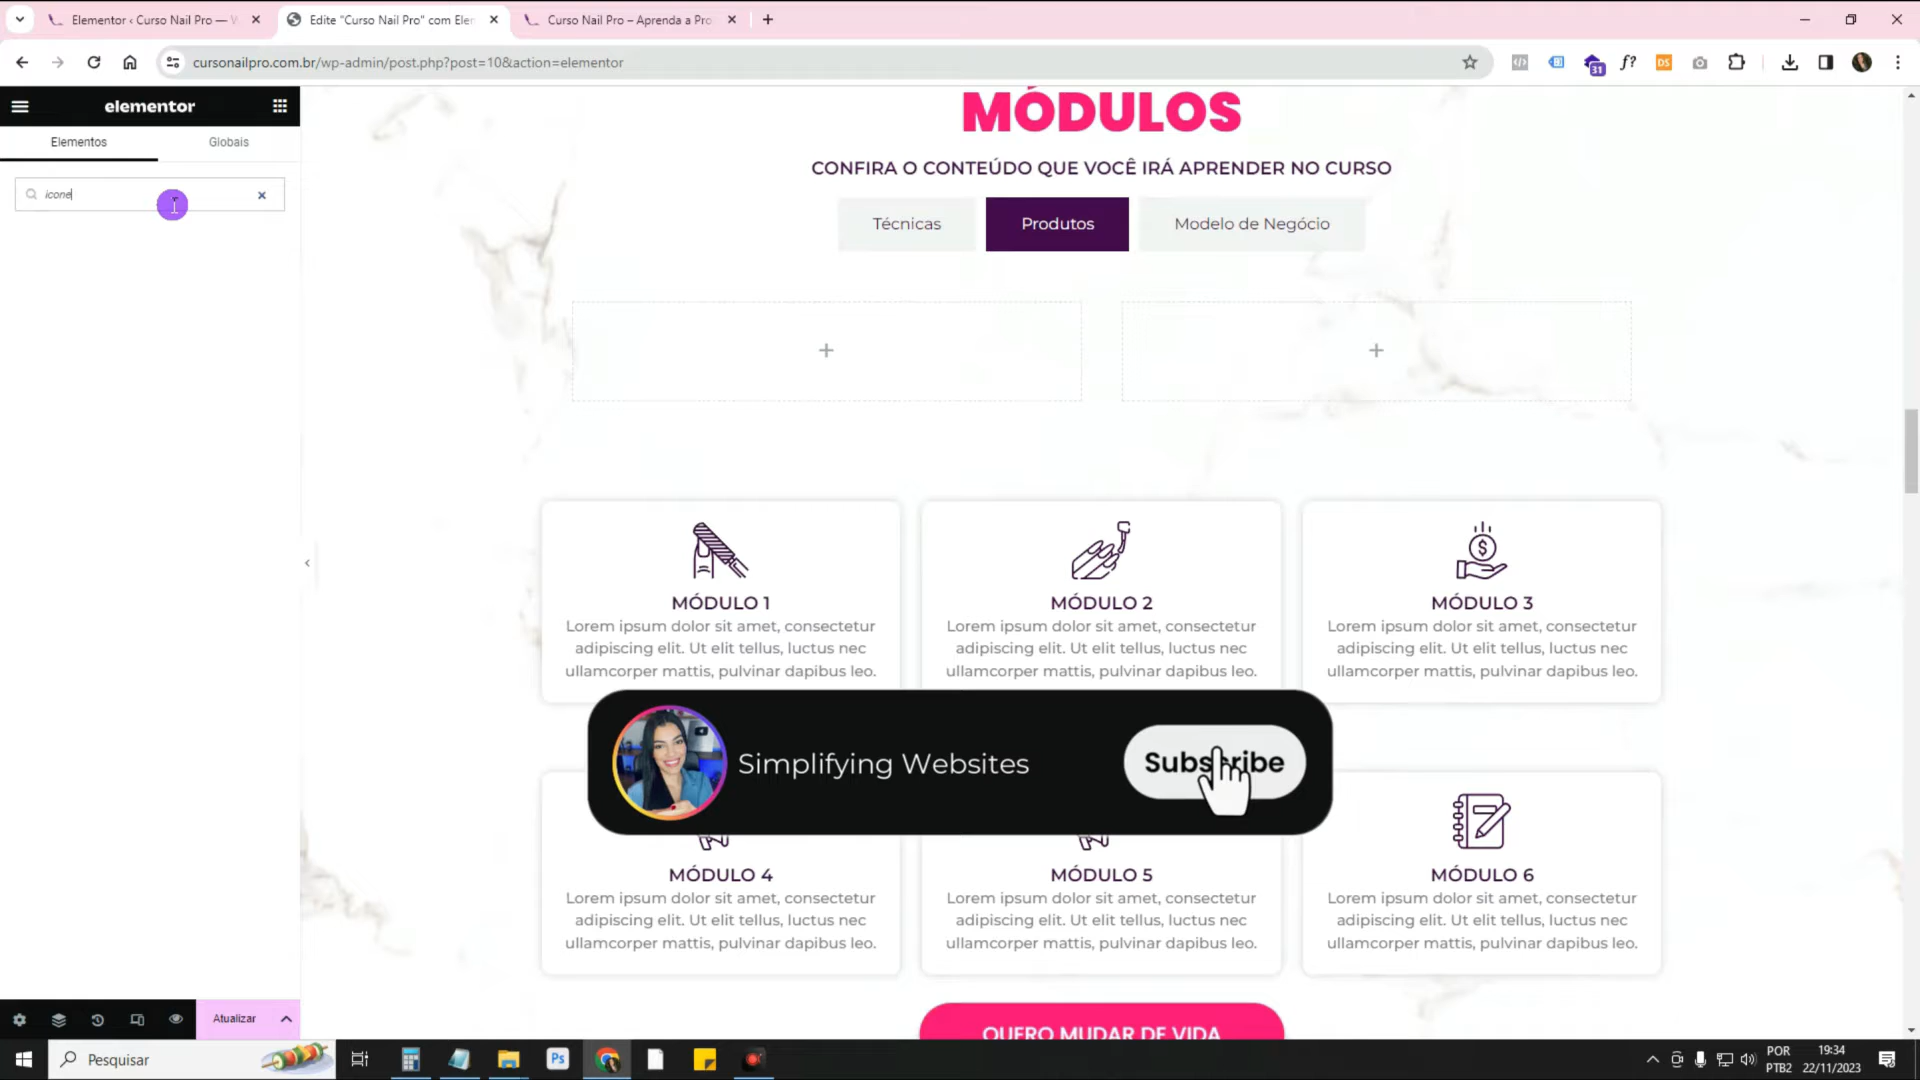 Elementor ‹ Curso Nail Pro — W
Edite "Curso Nail Pro" com Elem
Curso Nail Pro – Aprenda a Pro
cursonailpro.com.br/wp-admin/post.php?post=10&action=elementor
f?
DS
31
elementor
Elementos
Globais
icone
MÓDULOS
CONFIRA O CONTEÚDO QUE VOCÊ IRÁ APRENDER NO CURSO
Técnicas
Produtos
Modelo de Negócio
MÓDULO 1
Lorem ipsum dolor sit amet, consectetur
adipiscing elit. Ut elit tellus, luctus nec
ullamcorper mattis, pulvinar dapibus leo.
MÓDULO 2
Lorem ipsum dolor sit amet, consectetur
adipiscing elit. Ut elit tellus, luctus nec
ullamcorper mattis, pulvinar dapibus leo.
MÓDULO 3
Lorem ipsum dolor sit amet, consectetur
adipiscing elit. Ut elit tellus, luctus nec
ullamcorper mattis, pulvinar dapibus leo.
Simplifying Websites
Subscribe
MÓDULO 4
Lorem ipsum dolor sit amet, consectetur
adipiscing elit. Ut elit tellus, luctus nec
ullamcorper mattis, pulvinar dapibus leo.
MÓDULO 5
Lorem ipsum dolor sit amet, consectetur
adipiscing elit. Ut elit tellus, luctus nec
ullamcorper mattis, pulvinar dapibus leo.
MÓDULO 6
Lorem ipsum dolor sit amet, consectetur
adipiscing elit. Ut elit tellus, luctus nec
ullamcorper mattis, pulvinar dapibus leo.
QUERO MUDAR DE VIDA
Atualizar
Pesquisar
Ps
POR
PTB2
19:34
22/11/2023